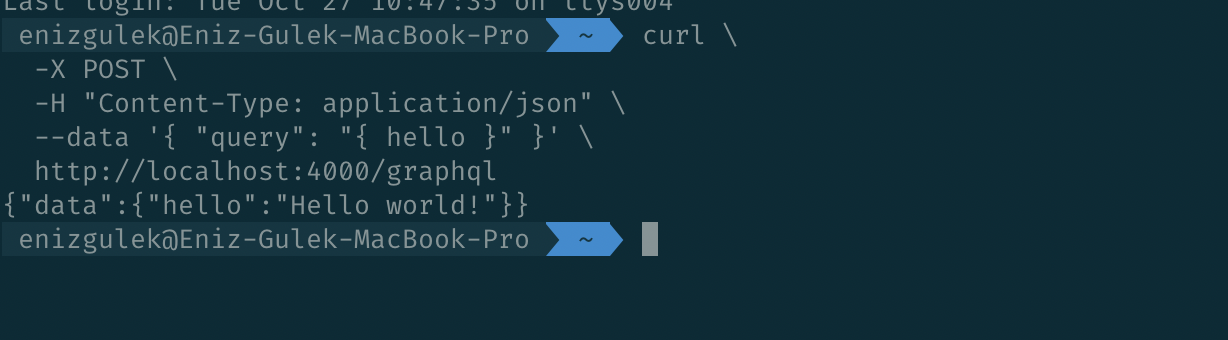 Last login: Tue Oct 27 10:47:35 on ttys004
enizgulek@Eniz-Gulek-MacBook-Pro ~ curl \
-X POST \
-H "Content-Type: application/json" \
--data '{ "query": "{ hello }" }' \
http://localhost:4000/graphql
{"data":{"hello":"Hello world!"}}
enizgulek@Eniz-Gulek-MacBook-Pro ~